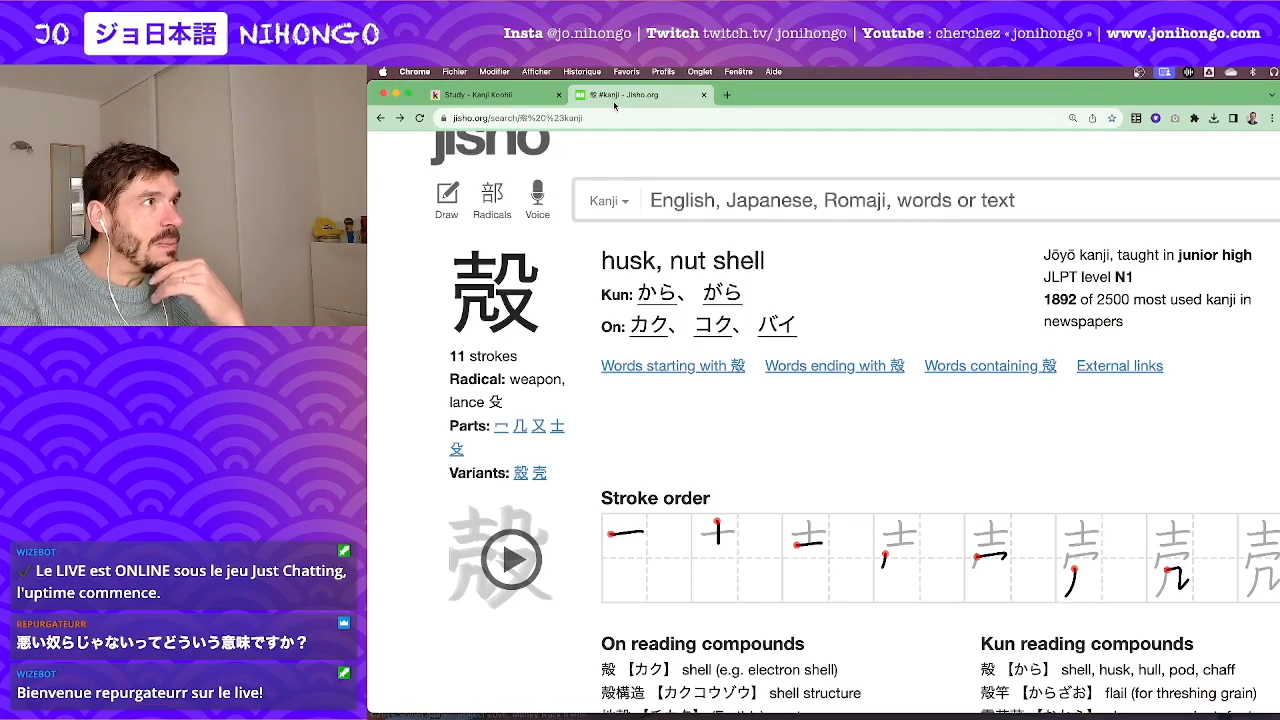 JO ジョ日本語 NIHONGO
Insta @jo.nihongo | Twitch twitch.tv/ jonihongo | Youtube : cherchez « jonihongo » | www.jonihongo.com
Chrome Fichier Modifier Afficher Historique Favoris Profils Onglet Fenêtre Aide
Study - Kanji Koohii
殻 #kanji - Jisho.org
jisho.org/search/殻%20%23kanji
jisho
Draw
部 Radicals
Voice
Kanji
English, Japanese, Romaji, words or text
殻
husk, nut shell
Kun: から、 がら
On: カク、 コク、 バイ
Jōyō kanji, taught in junior high
JLPT level N1
1892 of 2500 most used kanji in
newspapers
11 strokes
Radical: weapon,
lance 殳
Parts: 冖 几 又 士
殳
Variants: 殼 壳
Words starting with 殻 Words ending with 殻 Words containing 殻 External links
Stroke order
On reading compounds
殻 【カク】 shell (e.g. electron shell)
殻構造 【カクコウゾウ】 shell structure
Kun reading compounds
殻 【から】 shell, husk, hull, pod, chaff
殻竿 【からざお】 flail (for threshing grain)
WIZEBOT
Le LIVE est ONLINE sous le jeu Just Chatting,
l'uptime commence.
REPURGATEURR
悪い奴らじゃないってどういう意味ですか？
WIZEBOT
Bienvenue repurgateurr sur le live!